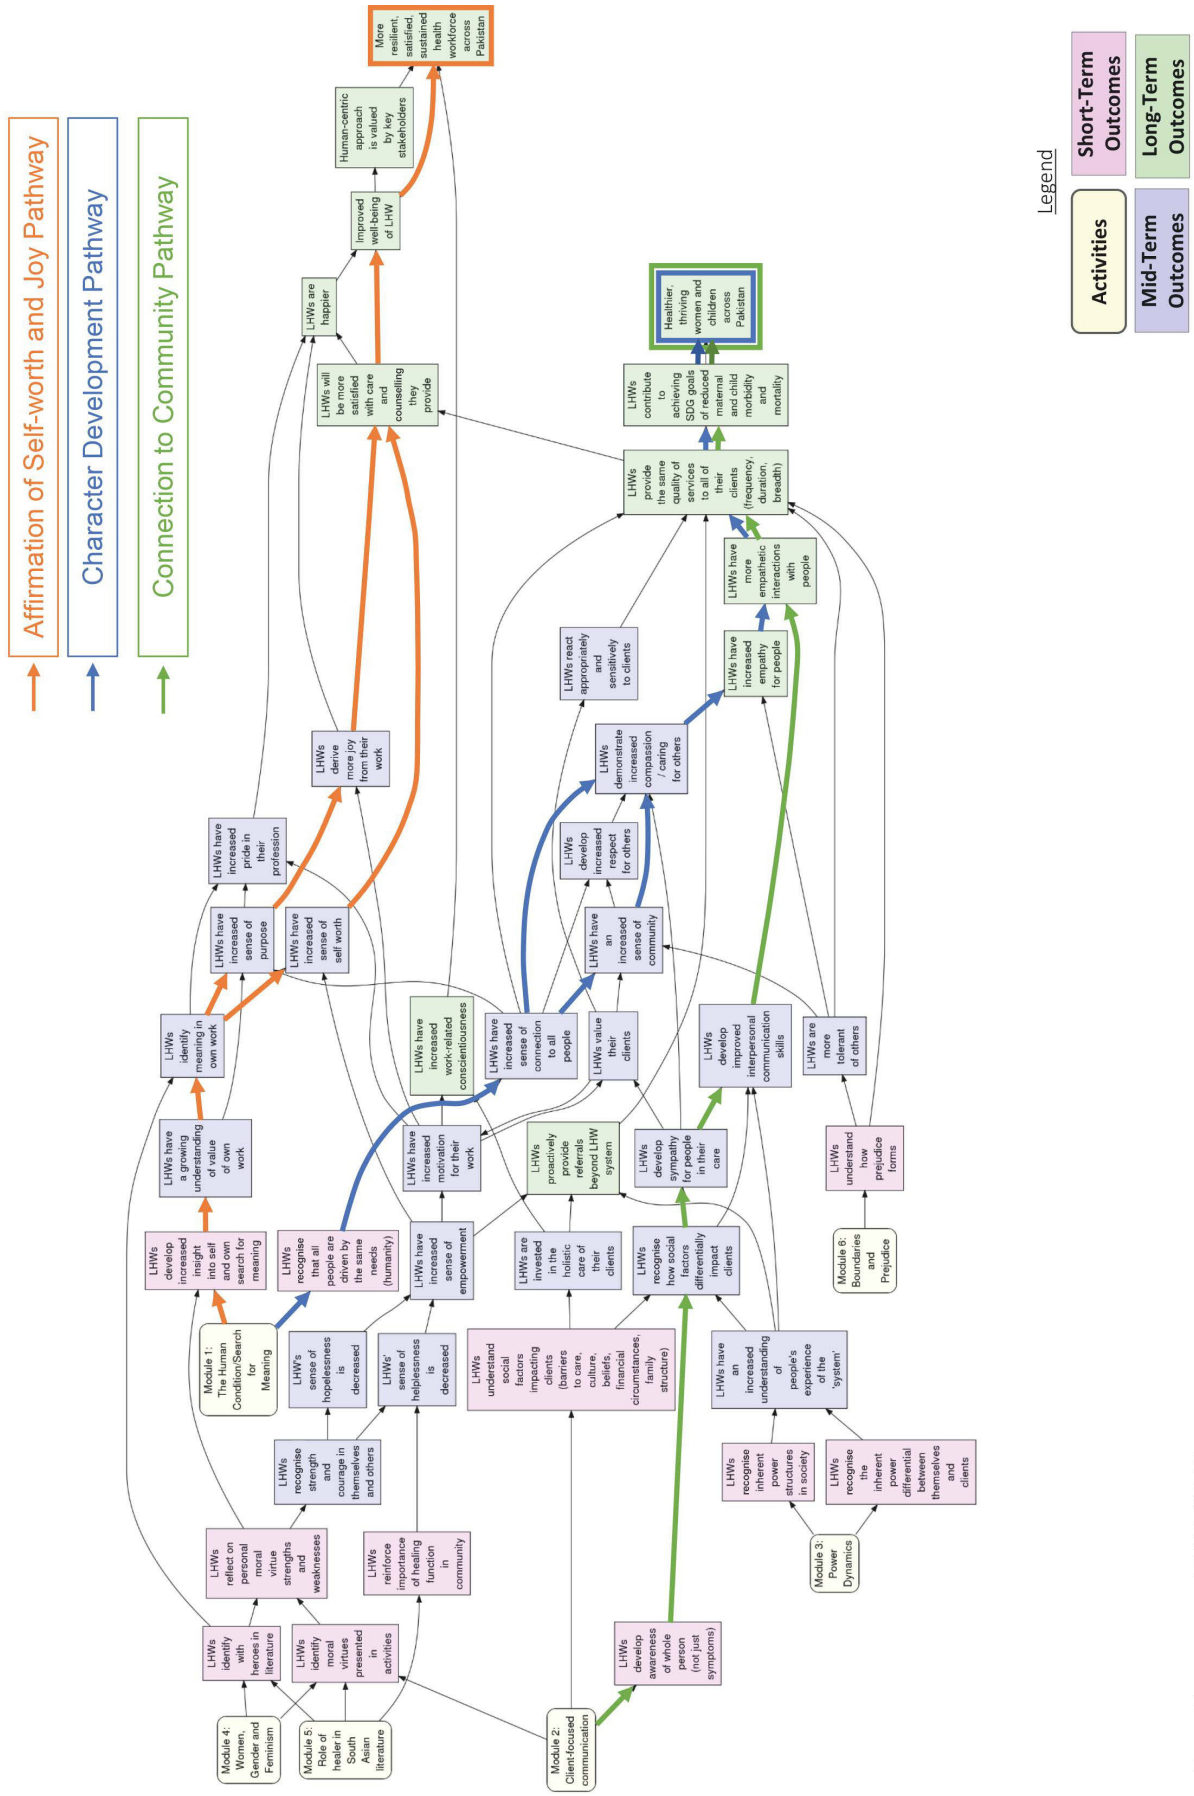 Affirmation of Self-worth and Joy Pathway
Character Development Pathway
Connection to Community Pathway
Module 4:
Women,
Gender and
Feminism
Module 5:
Role of
healer in
South
Asian
literature
Module 2:
Client-focused
communication
LHWs
identify
with
heroes in
literature
LHWs
identify
moral
virtues
presented
in
activities
LHWs
develop
awareness
of whole
person
(not just
symptoms)
LHWs
reflect on
personal
moral
virtue
strengths
and
weaknesses
LHWs
reinforce
importance
of healing
function
in
community
Module 3:
Power
Dynamics
LHWs
recognise
strength
and
courage in
themselves
and others
LHWs
recognise
inherent
power
structures
in society
LHWs
recognise
the
inherent
power
differential
between
themselves
and
clients
Module 1:
The Human
Condition/Search
for
Meaning
LHW's
sense of
hopelessness
is
decreased
LHWs'
sense of
helplessness
is
decreased
LHWs
understand
social
factors
impacting
clients
(barriers
to care,
culture,
beliefs,
financial
circumstances,
family
structure)
LHWs have
an
increased
understanding
of
people's
experience
of the
'system'
LHWs
develop
increased
insight
into self
and own
search for
meaning
LHWs
recognise
that all
people are
driven by
the same
needs
(humanity)
LHWs have
increased
sense of
empowerment
LHWs are
invested
in the
holistic
care of
their
clients
LHWs
recognise
how social
factors
differentially
impact
clients
Module 6:
Boundaries
and
Prejudice
LHWs have
a growing
understanding
of value
of own
work
LHWs have
increased
motivation
for their
work
LHWs
proactively
provide
referrals
beyond LHW
system
LHWs
develop
sympathy
for people
in their
care
LHWs
understand
how
prejudice
forms
LHWs
identify
meaning in
own work
LHWs have
increased
work-related
conscientiousness
LHWs have
increased
sense of
connection
to all
people
LHWs value
their
clients
LHWs
develop
improved
interpersonal
communication
skills
LHWs are
more
tolerant
of others
LHWs have
increased
sense of
purpose
LHWs have
increased
sense of
self worth
LHWs have
an
increased
sense of
community
LHWs have
increased
pride in
their
profession
LHWs
develop
increased
respect
for others
LHWs
derive
more joy
from their
work
LHWs
demonstrate
increased
compassion
/ caring
for others
LHWs react
appropriately
and
sensitively
to clients
LHWs have
increased
empathy
for people
LHWs have
more
empathetic
interactions
with
people
LHWs
provide
the same
quality of
services
to all of
their
clients
(frequency,
duration,
breadth)
LHWs will
be more
satisfied
with care
and
counselling
they
provide
LHWs
contribute
to
achieving
SDG goals
of reduced
maternal
and child
morbidity
and
mortality
LHWs are
happier
Healthier,
thriving
women and
children
across
Pakistan
Improved
well-being
of LHW
Human-centric
approach
is valued
by key
stakeholders
More
resilient,
satisfied,
sustained
health
workforce
across
Pakistan
Legend
Activities
Short-Term
Outcomes
Mid-Term
Outcomes
Long-Term
Outcomes